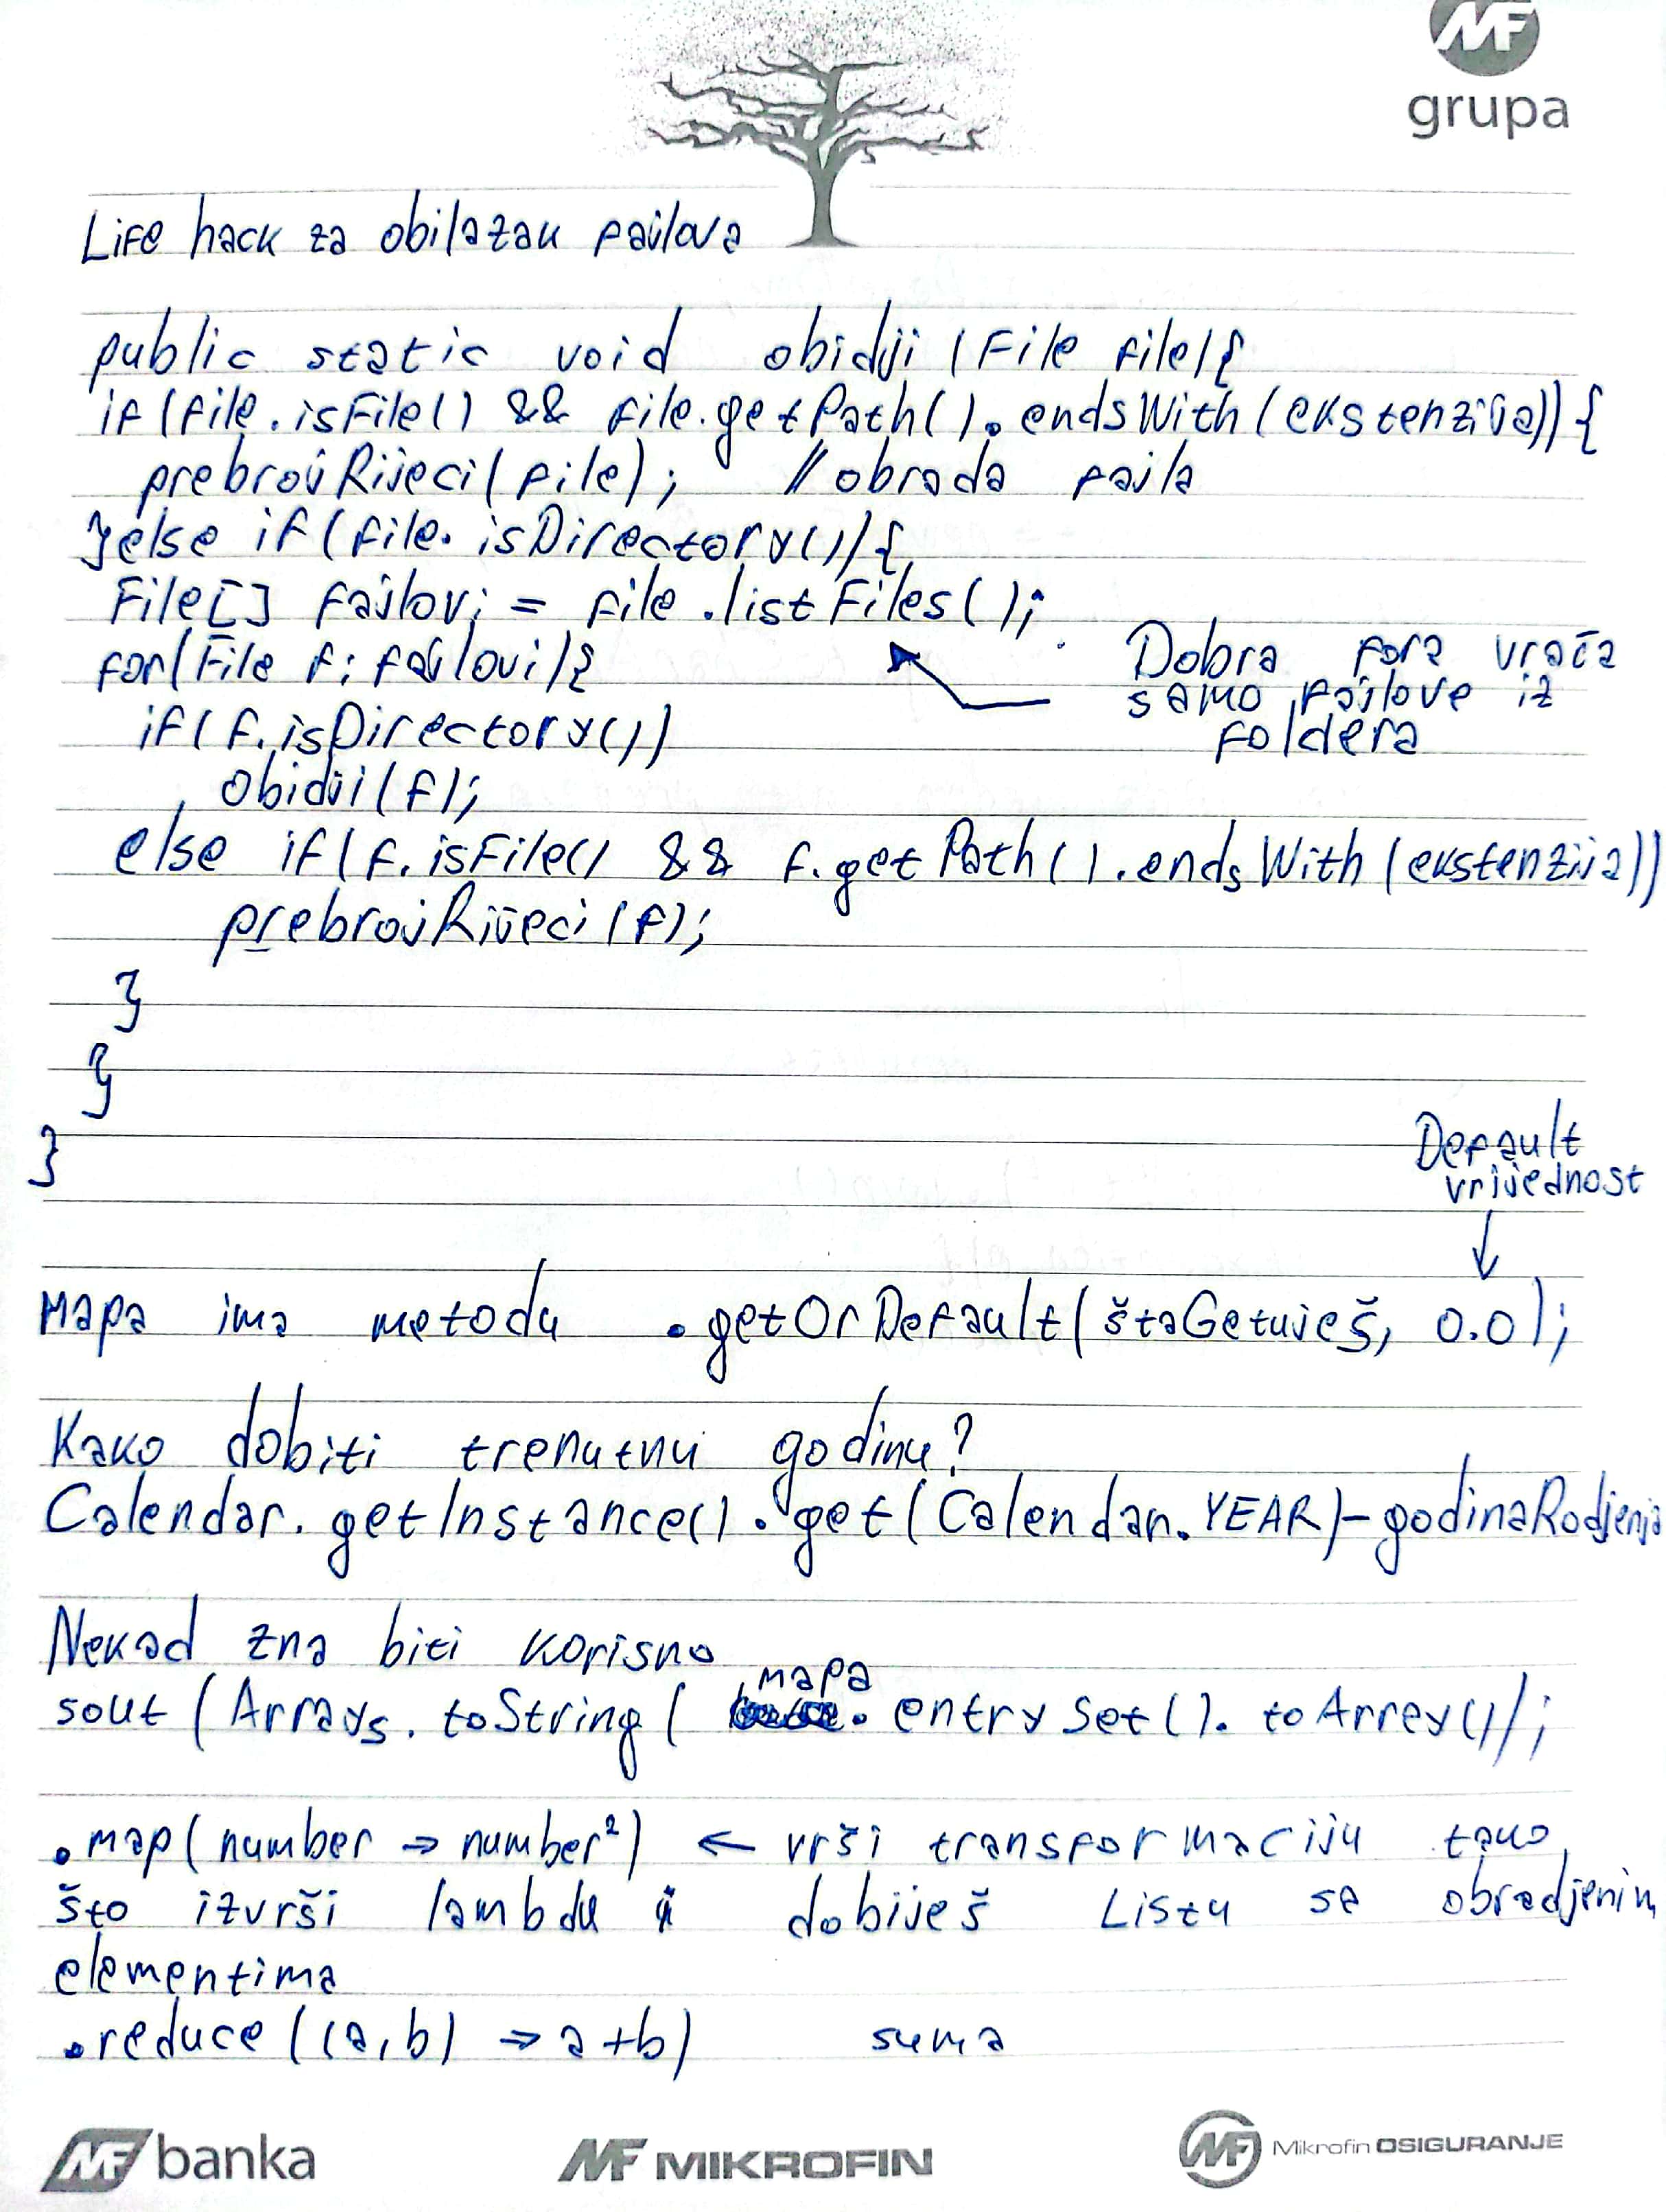 MF
grupa
Life hack za obilazak fajlova
public static void obidji (File file){
if (file.isFile() && file.getPath().endsWith(ekstenzija)) {
prebrojRijeci(file); // obrada fajla
}else if (file.isDirectory()){
File[] fajlovi = file.listFiles();
for(File f: fajlovi){
Dobra fora vraća
samo fajlove iz
foldera
if(f.isDirectory())
obidji(f);
else if(f.isFile() && f.getPath().endsWith(ekstenzija))
prebrojRijeci(f);
}
}
}
Default
vrijednost
Mapa ima metodu .getOrDefault(štaGetuješ, 0.0);
Kako dobiti trenutnu godinu?
Calendar.getInstance().get(Calendar.YEAR)-godinaRodjenja
Nekad zna biti korisno
mapa
sout (Arrays.toString( . entrySet().toArrey());
.map(number → number²) ← vrši transformaciju tako
što izvrši lambdu i dobiješ Listu sa obradjenim
elementima
.reduce((a,b) → a+b) suma
MF banka
MF MIKROFIN
MF Mikrofin OSIGURANJE